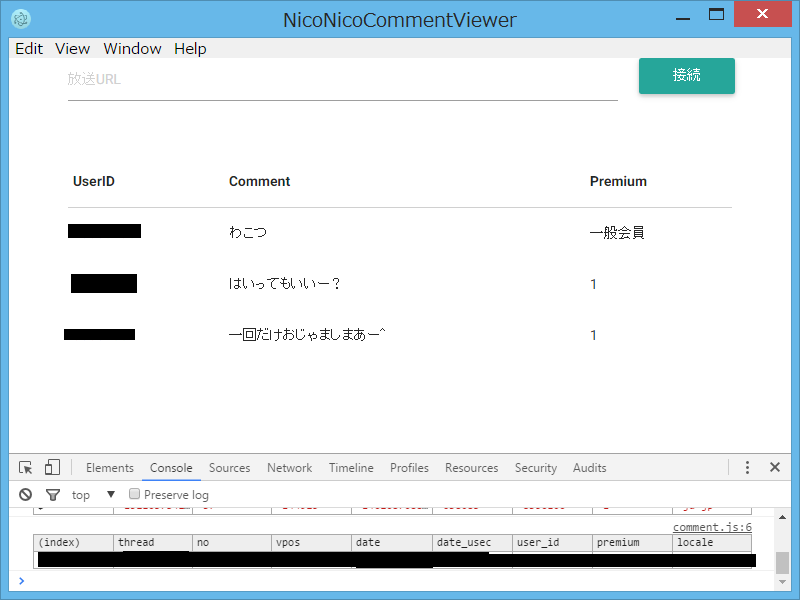 NicoNicoCommentViewer
Edit View Window Help
放送URL
接続
UserID Comment Premium
わこつ 一般会員
はいってもいいー？ 1
一回だけおじゃましまあー^ 1
Elements Console Sources Network Timeline Profiles Resources Security Audits
top Preserve log
comment.js:6
(index) thread no vpos date date_usec user_id premium locale